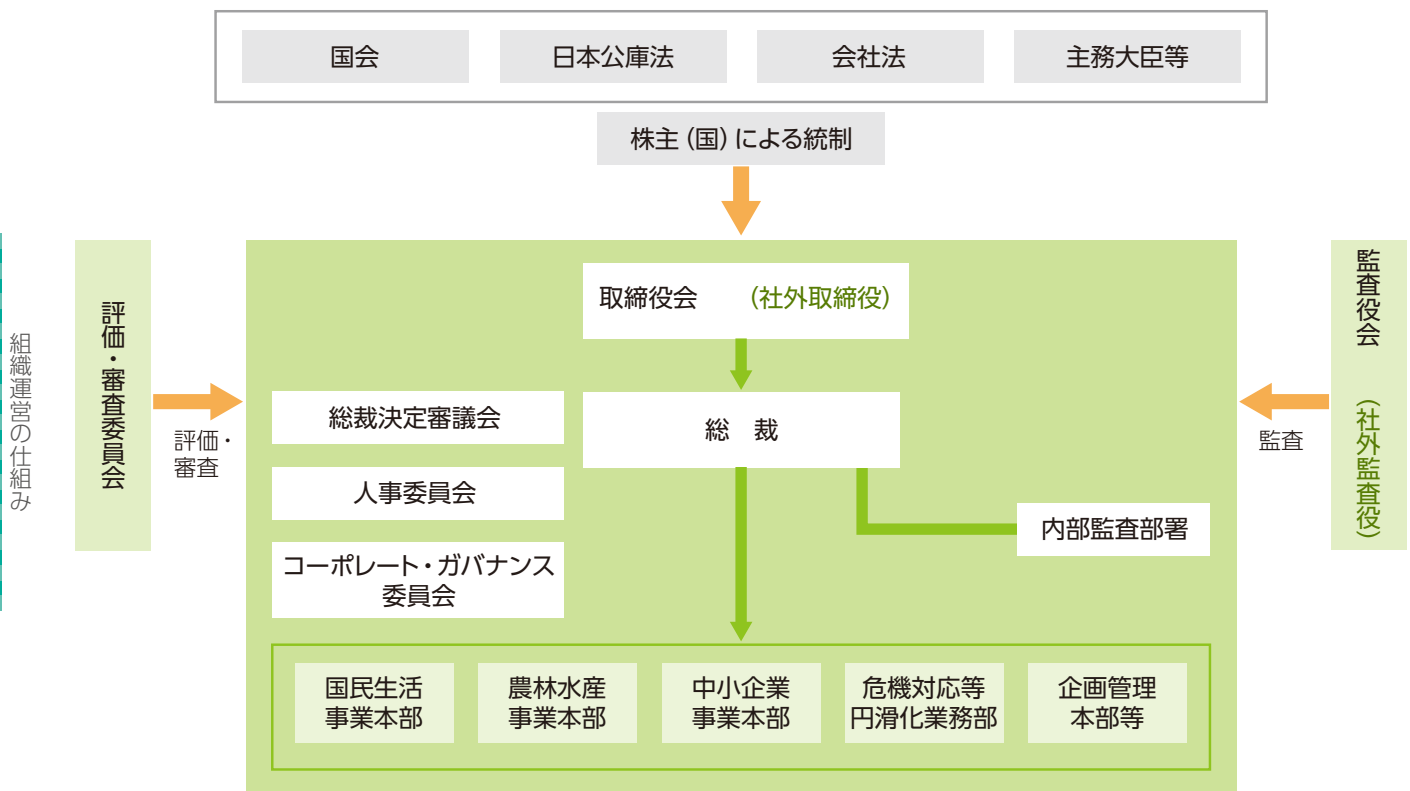 国会
日本公庫法
会社法
主務大臣等
株主（国）による統制
組織運営の仕組み
評価・審査委員会
評価・
審査
取締役会　（社外取締役）
総裁決定審議会
総　裁
人事委員会
コーポレート・ガバナンス
委員会
内部監査部署
監査
監査役会　（社外監査役）
国民生活
事業本部
農林水産
事業本部
中小企業
事業本部
危機対応等
円滑化業務部
企画管理
本部等